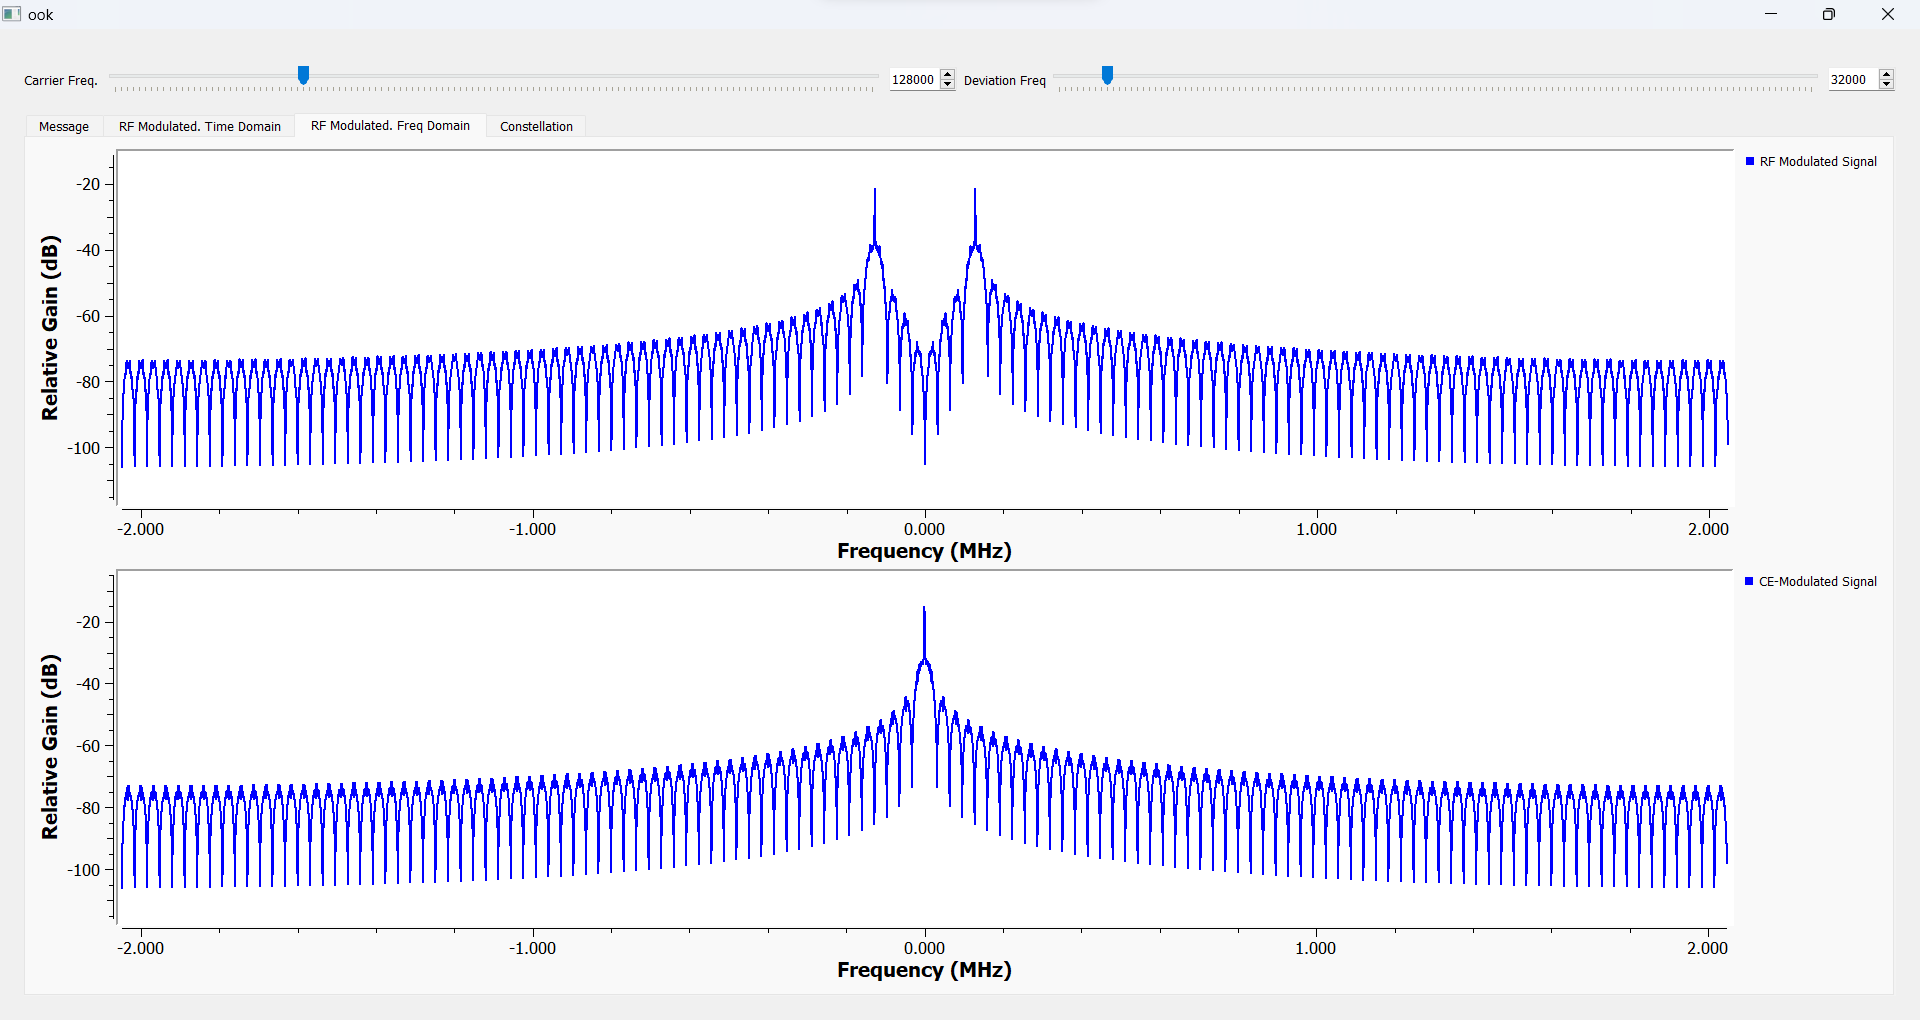 ook
Carrier Freq. 128000 Deviation Freq 32000
Message RF Modulated. Time Domain RF Modulated. Freq Domain Constellation
RF Modulated Signal
Relative Gain (dB)
-20
-40
-60
-80
-100
-2.000 -1.000 0.000 1.000 2.000
Frequency (MHz)
CE-Modulated Signal
Relative Gain (dB)
-20
-40
-60
-80
-100
-2.000 -1.000 0.000 1.000 2.000
Frequency (MHz)